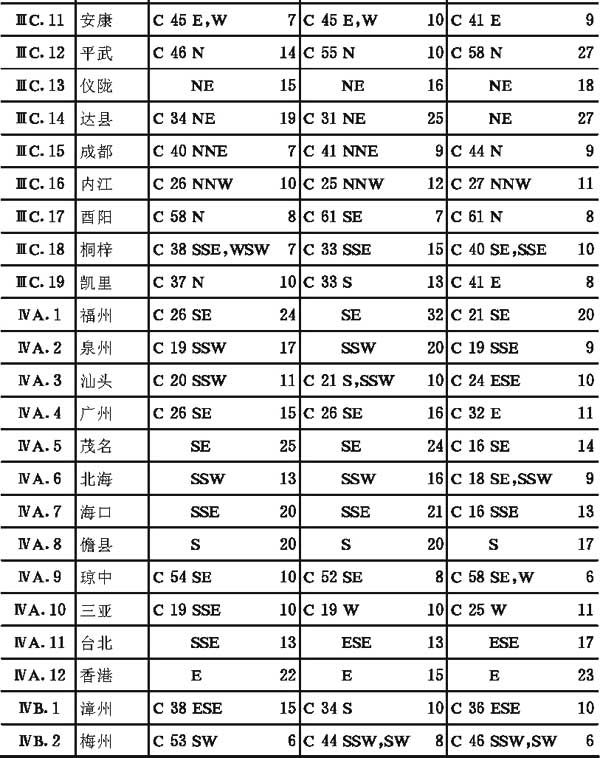 ⅢC.11 安康 C 45 E,W 7 C 45 E,W 10 C 41 E 9
ⅢC.12 平武 C 46 N 14 C 55 N 10 C 58 N 27
ⅢC.13 仪陇 NE 15 NE 16 NE 18
ⅢC.14 达县 C 34 NE 19 C 31 NE 25 NE 27
ⅢC.15 成都 C 40 NNE 7 C 41 NNE 9 C 44 N 9
ⅢC.16 内江 C 26 NNW 10 C 25 NNW 12 C 27 NNW 11
ⅢC.17 酉阳 C 58 N 8 C 61 SE 7 C 61 N 8
ⅢC.18 桐梓 C 38 SSE,WSW 7 C 33 SSE 15 C 40 SE,SSE 10
ⅢC.19 凯里 C 37 N 10 C 33 S 13 C 41 E 8
ⅣA.1 福州 C 26 SE 24 SE 32 C 21 SE 20
ⅣA.2 泉州 C 19 SSW 17 SSW 20 C 19 SSE 9
ⅣA.3 汕头 C 20 SSW 11 C 21 S,SSW 10 C 24 ESE 10
ⅣA.4 广州 C 26 SE 15 C 26 SE 16 C 32 E 11
ⅣA.5 茂名 SE 25 SE 24 C 16 SE 14
ⅣA.6 北海 SSW 13 SSW 16 C 18 SE,SSW 9
ⅣA.7 海口 SSE 20 SSE 21 C 16 SSE 13
ⅣA.8 儋县 S 20 S 20 S 17
ⅣA.9 琼中 C 54 SE 10 C 52 SE 8 C 58 SE,W 6
ⅣA.10 三亚 C 19 SSE 10 C 19 W 10 C 25 W 11
ⅣA.11 台北 SSE 13 ESE 13 ESE 17
ⅣA.12 香港 E 22 E 15 E 23
ⅣB.1 漳州 C 38 ESE 15 C 34 S 10 C 36 ESE 10
ⅣB.2 梅州 C 53 SW 6 C 44 SSW,SW 8 C 46 SSW,SW 6